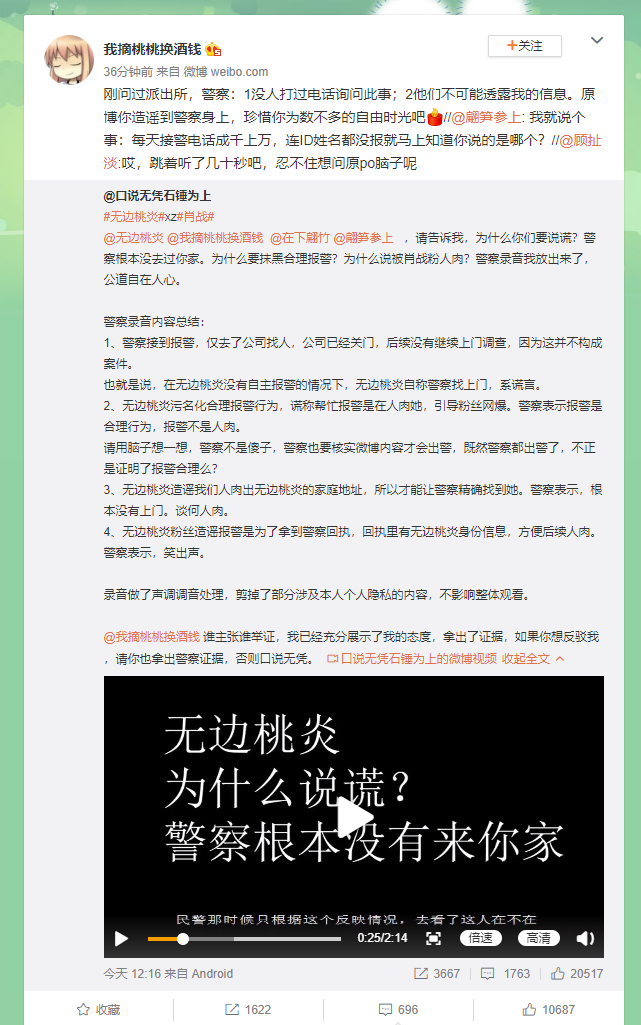 我摘桃桃换酒钱
+关注
36分钟前 来自 微博 weibo.com
刚问过派出所，警察：1没人打过电话询问此事；2他们不可能透露我的信息。原
博你造谣到警察身上，珍惜你为数不多的自由时光吧//@翩笋参上: 我就说个
事：每天接警电话成千上万，连ID姓名都没报就马上知道你说的是哪个？//@顾扯
淡:哎，跳着听了几十秒吧，忍不住想问原po脑子呢
@口说无凭石锤为上
#无边桃炎#xz#肖战#
@无边桃炎 @我摘桃桃换酒钱 @在下翩竹 @翩笋参上 ，请告诉我，为什么你们要说谎？警
察根本没去过你家。为什么要抹黑合理报警？为什么说被肖战粉人肉？警察录音我放出来了，
公道自在人心。
警察录音内容总结：
1、警察接到报警，仅去了公司找人，公司已经关门，后续没有继续上门调查，因为这并不构成
案件。
也就是说，在无边桃炎没有自主报警的情况下，无边桃炎自称警察找上门，系谎言。
2、无边桃炎污名化合理报警行为，谎称帮忙报警是在人肉她，引导粉丝网爆。警察表示报警是
合理行为，报警不是人肉。
请用脑子想一想，警察不是傻子，警察也要核实微博内容才会出警，既然警察都出警了，不正
是证明了报警合理么？
3、无边桃炎造谣我们人肉出无边桃炎的家庭地址，所以才能让警察精确找到她。警察表示，根
本没有上门。谈何人肉。
4、无边桃炎粉丝造谣报警是为了拿到警察回执，回执里有无边桃炎身份信息，方便后续人肉。
警察表示，笑出声。
录音做了声调调音处理，剪掉了部分涉及本人个人隐私的内容，不影响整体观看。
@我摘桃桃换酒钱 谁主张谁举证，我已经充分展示了我的态度，拿出了证据，如果你想反驳我
，请你也拿出警察证据，否则口说无凭。 口说无凭石锤为上的微博视频 收起全文
无边桃炎
为什么说谎？
警察根本没有来你家
民警那时候只根据这个反映情况，去看了这人在不在
0:25/2:14 倍速 高清
今天 12:16 来自 Android 3667 1763 20517
收藏 1622 696 10687